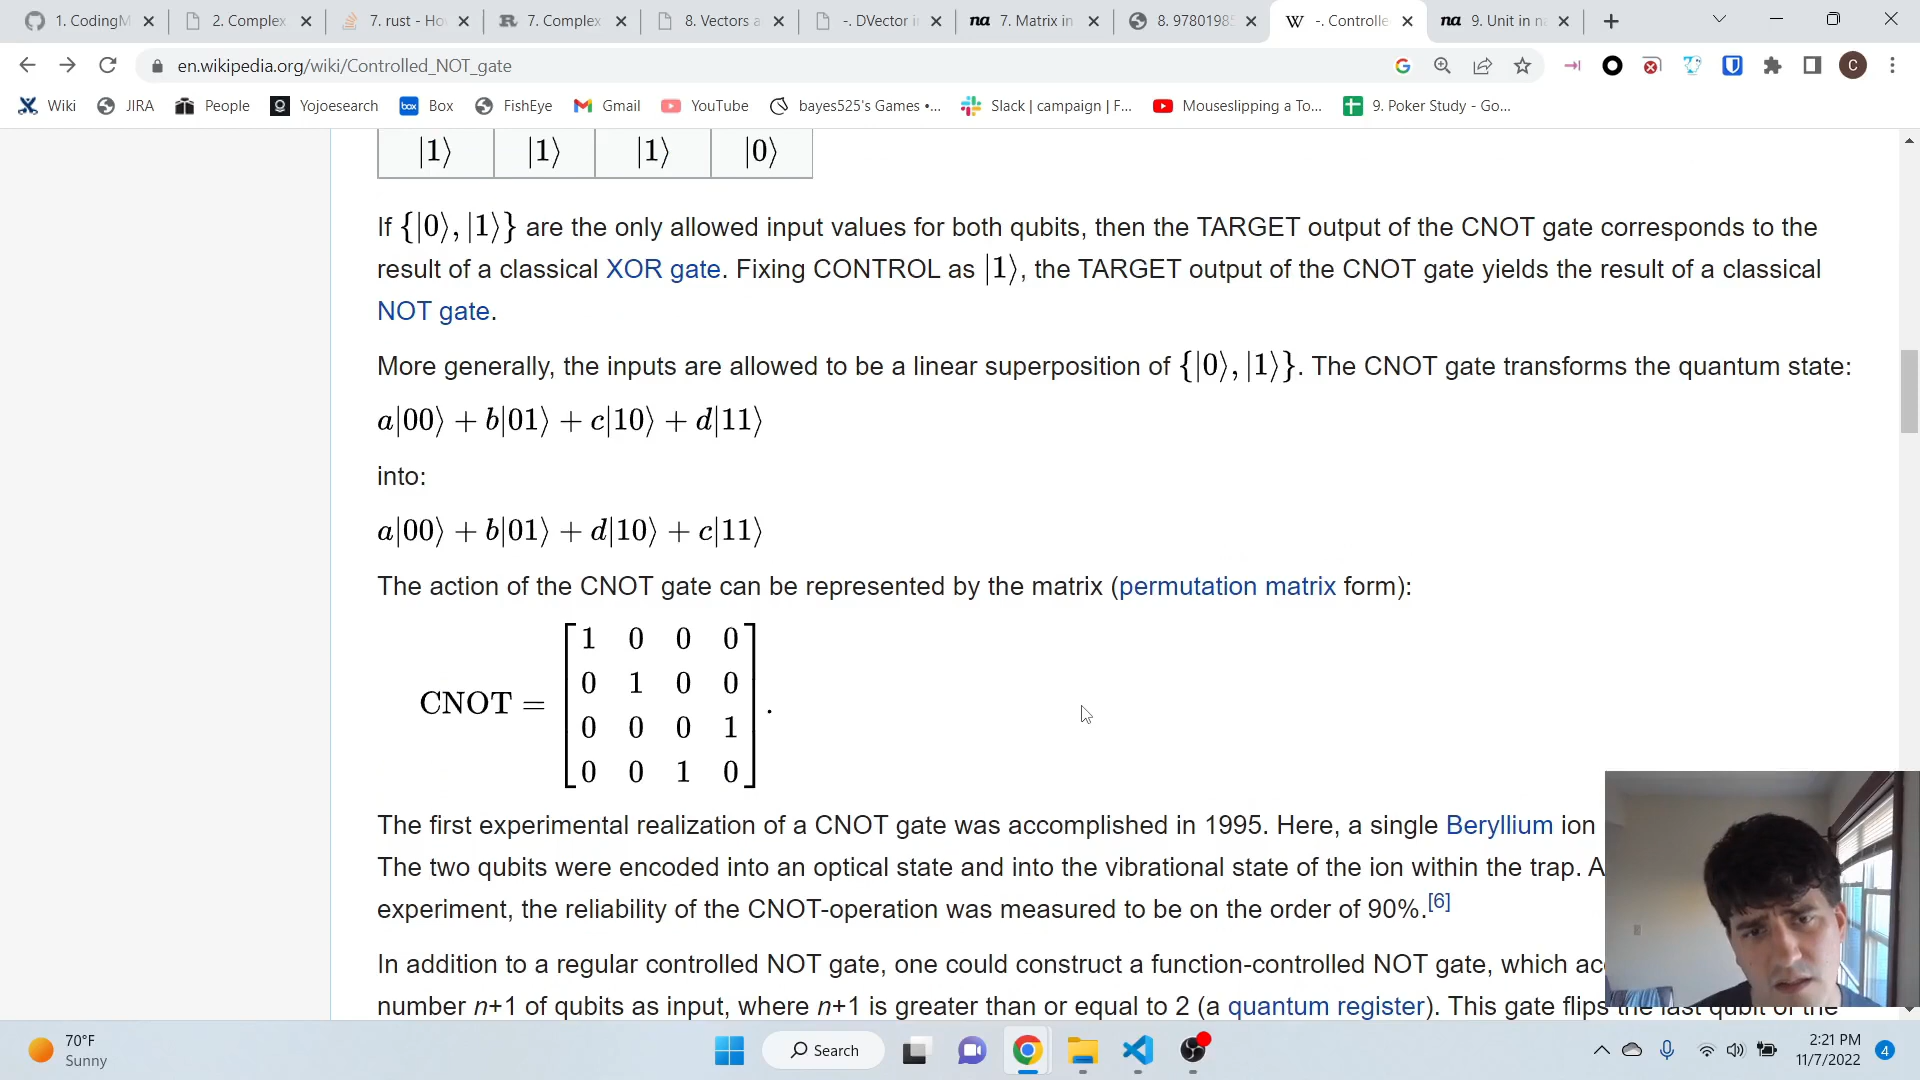 1. CodingM
2. Complex
7. rust - Ho
7. Complex
8. Vectors a
-. DVector i
na 7. Matrix in
8. 9780198
W -. Controlle
na 9. Unit in n
en.wikipedia.org/wiki/Controlled_NOT_gate
C
Wiki
JIRA
People
Yojoesearch
box Box
FishEye
Gmail
YouTube
bayes525's Games •...
Slack | campaign | F...
Mouseslipping a To...
9. Poker Study - Go...
|1⟩ |1⟩ |1⟩ |0⟩
If {|0⟩, |1⟩} are the only allowed input values for both qubits, then the TARGET output of the CNOT gate corresponds to the
result of a classical XOR gate. Fixing CONTROL as |1⟩, the TARGET output of the CNOT gate yields the result of a classical
NOT gate.
More generally, the inputs are allowed to be a linear superposition of {|0⟩, |1⟩}. The CNOT gate transforms the quantum state:
a|00⟩ + b|01⟩ + c|10⟩ + d|11⟩
into:
a|00⟩ + b|01⟩ + d|10⟩ + c|11⟩
The action of the CNOT gate can be represented by the matrix (permutation matrix form):
1 0 0 0
0 1 0 0
CNOT = .
0 0 0 1
0 0 1 0
The first experimental realization of a CNOT gate was accomplished in 1995. Here, a single Beryllium ion
The two qubits were encoded into an optical state and into the vibrational state of the ion within the trap. A
experiment, the reliability of the CNOT-operation was measured to be on the order of 90%.[6]
In addition to a regular controlled NOT gate, one could construct a function-controlled NOT gate, which acc
number n+1 of qubits as input, where n+1 is greater than or equal to 2 (a quantum register). This gate flips the last qubit of the
70°F
Sunny
Search
2:21 PM
11/7/2022
4